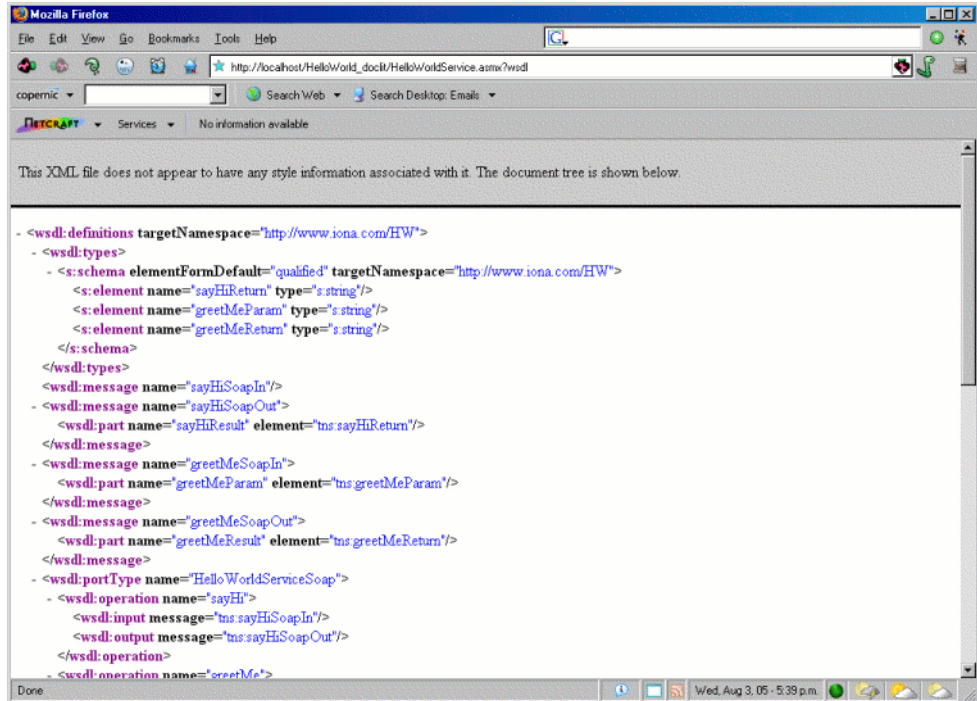 Mozilla Firefox
File Edit View Go Bookmarks Tools Help
G
http://localhost/HelloWorld_doclit/HelloWorldService.asmx?wsdl
copernic Search Web Search Desktop: Emails
NETCRAFT Services No information available
This XML file does not appear to have any style information associated with it. The document tree is shown below.
- <wsdl:definitions targetNamespace="http://www.iona.com/HW">
- <wsdl:types>
- <s:schema elementFormDefault="qualified" targetNamespace="http://www.iona.com/HW">
<s:element name="sayHiReturn" type="s:string"/>
<s:element name="greetMeParam" type="s:string"/>
<s:element name="greetMeReturn" type="s:string"/>
</s:schema>
</wsdl:types>
<wsdl:message name="sayHiSoapIn"/>
- <wsdl:message name="sayHiSoapOut">
<wsdl:part name="sayHiResult" element="tns:sayHiReturn"/>
</wsdl:message>
- <wsdl:message name="greetMeSoapIn">
<wsdl:part name="greetMeParam" element="tns:greetMeParam"/>
</wsdl:message>
- <wsdl:message name="greetMeSoapOut">
<wsdl:part name="greetMeResult" element="tns:greetMeReturn"/>
</wsdl:message>
- <wsdl:portType name="HelloWorldServiceSoap">
- <wsdl:operation name="sayHi">
<wsdl:input message="tns:sayHiSoapIn"/>
<wsdl:output message="tns:sayHiSoapOut"/>
</wsdl:operation>
- <wsdl:operation name="greetMe">
Done Wed, Aug 3, 05 - 5:39 p.m.